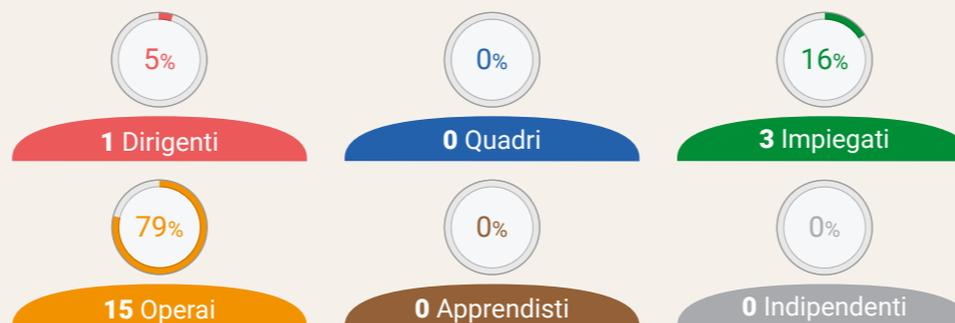 5%
0%
16%
1 Dirigenti
0 Quadri
3 Impiegati
79%
0%
0%
15 Operai
0 Apprendisti
0 Indipendenti